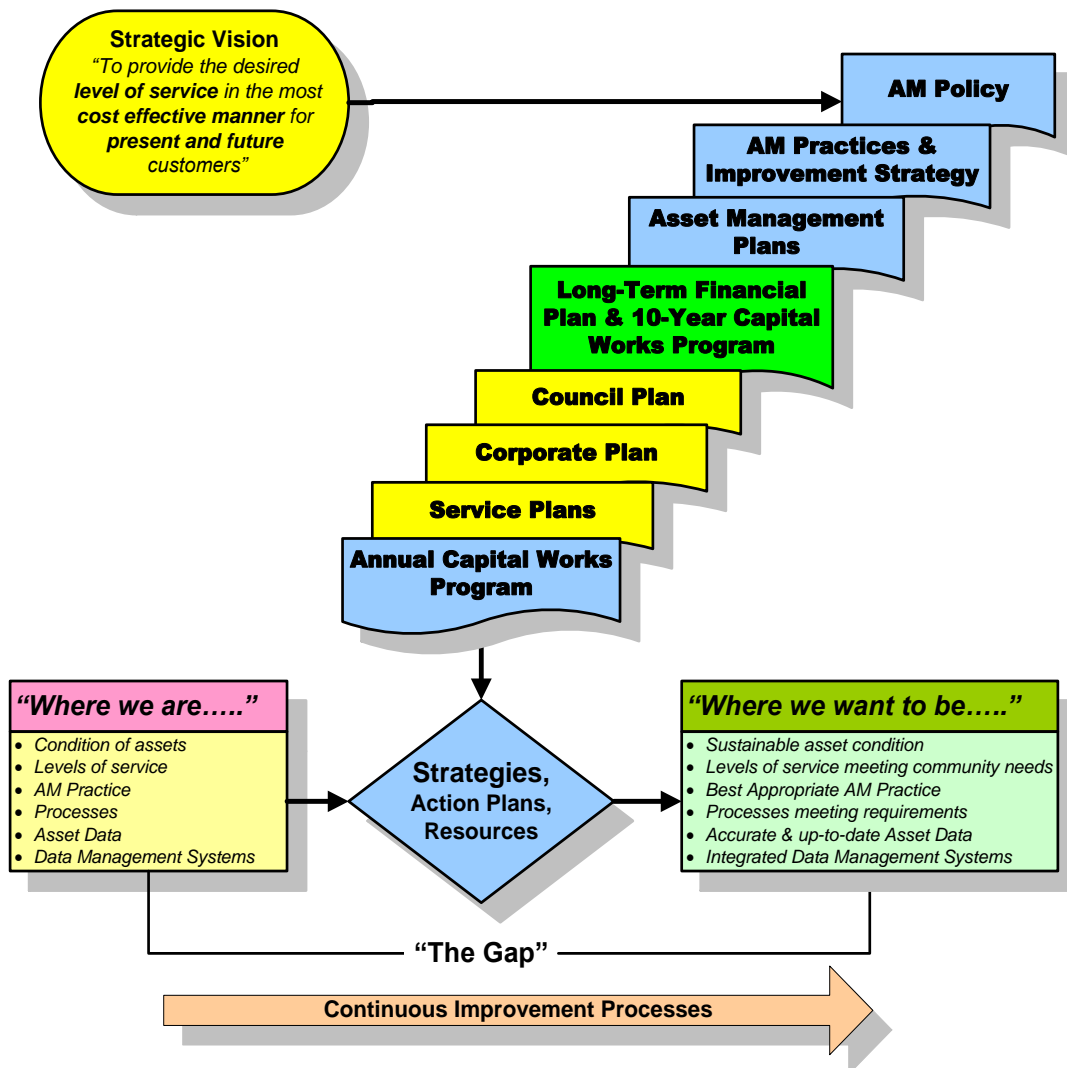 Strategic Vision
“To provide the desired
level of service in the most
cost effective manner for
present and future
customers”
AM Policy
AM Practices &
Improvement Strategy
Asset Management
Plans
Long-Term Financial
Plan & 10-Year Capital
Works Program
Council Plan
Corporate Plan
Service Plans
Annual Capital Works
Program
“Where we are…..”
• Condition of assets
• Levels of service
• AM Practice
• Processes
• Asset Data
• Data Management Systems
Strategies,
Action Plans,
Resources
“Where we want to be…..”
• Sustainable asset condition
• Levels of service meeting community needs
• Best Appropriate AM Practice
• Processes meeting requirements
• Accurate & up-to-date Asset Data
• Integrated Data Management Systems
“The Gap”
Continuous Improvement Processes